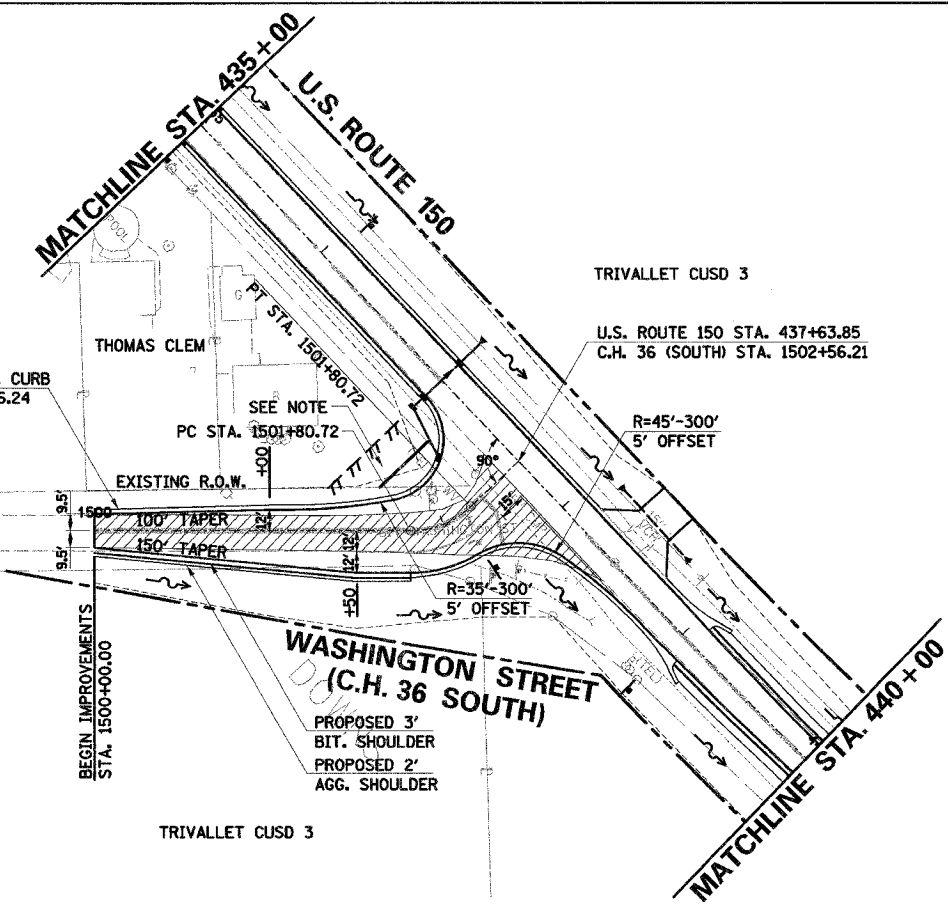 MATCHLINE STA. 435+00
U.S. ROUTE 150
POOL
G
THOMAS CLEM
PT STA. 1501+80.72
TRIVALLET CUSD 3
U.S. ROUTE 150 STA. 437+63.85
C.H. 36 (SOUTH) STA. 1502+56.21
CURB
5.24
SEE NOTE
PC STA. 1501+80.72
R=45'-300'
5' OFFSET
EXISTING R.O.W.
+00
90°
9.5'
1500
100' TAPER
12'
15'
150' TAPER
12'
12'
9.5'
+50
R=35'-300'
5' OFFSET
BEGIN IMPROVEMENTS
STA. 1500+00.00
WASHINGTON STREET
(C.H. 36 SOUTH)
PROPOSED 3'
BIT. SHOULDER
PROPOSED 2'
AGG. SHOULDER
TRIVALLET CUSD 3
MATCHLINE STA. 440+00